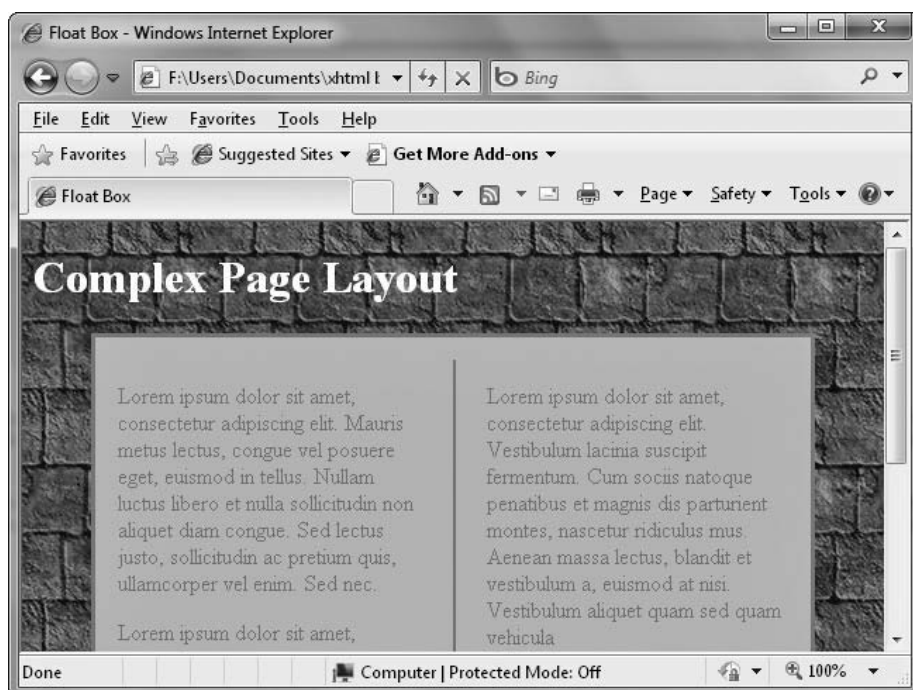 Float Box - Windows Internet Explorer
F:\Users\Documents\xhtml t
Bing
File Edit View Favorites Tools Help
Favorites Suggested Sites Get More Add-ons
Float Box Page Safety Tools
Complex Page Layout
Lorem ipsum dolor sit amet,
consectetur adipiscing elit. Mauris
metus lectus, congue vel posuere
eget, euismod in tellus. Nullam
luctus libero et nulla sollicitudin non
aliquet diam congue. Sed lectus
justo, sollicitudin ac pretium quis,
ullamcorper vel enim. Sed nec.
Lorem ipsum dolor sit amet,
Lorem ipsum dolor sit amet,
consectetur adipiscing elit.
Vestibulum lacinia suscipit
fermentum. Cum sociis natoque
penatibus et magnis dis parturient
montes, nascetur ridiculus mus.
Aenean massa lectus, blandit et
vestibulum a, euismod at nisi.
Vestibulum aliquet quam sed quam
vehicula
Done Computer | Protected Mode: Off 100%